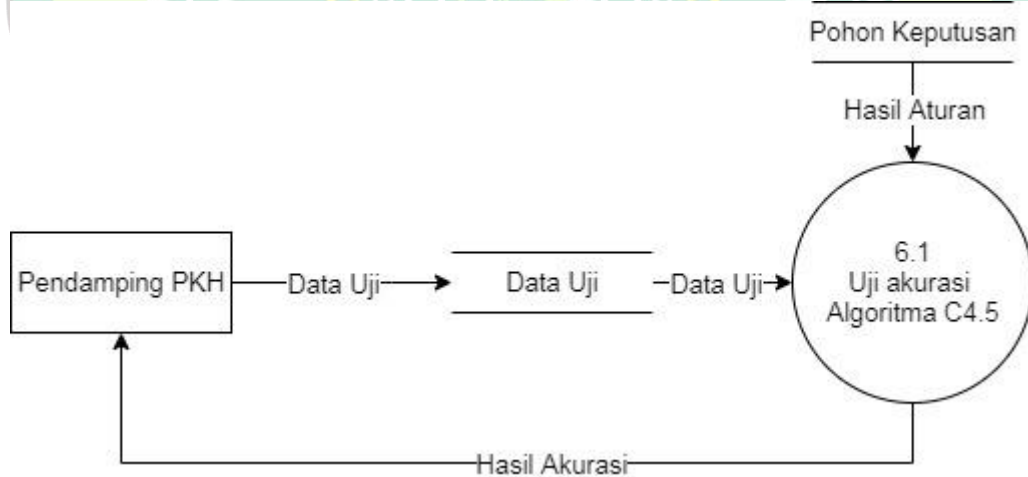 Pohon Keputusan
Hasil Aturan
Pendamping PKH
Data Uji
Data Uji
Data Uji
6.1
Uji akurasi
Algoritma C4.5
Hasil Akurasi